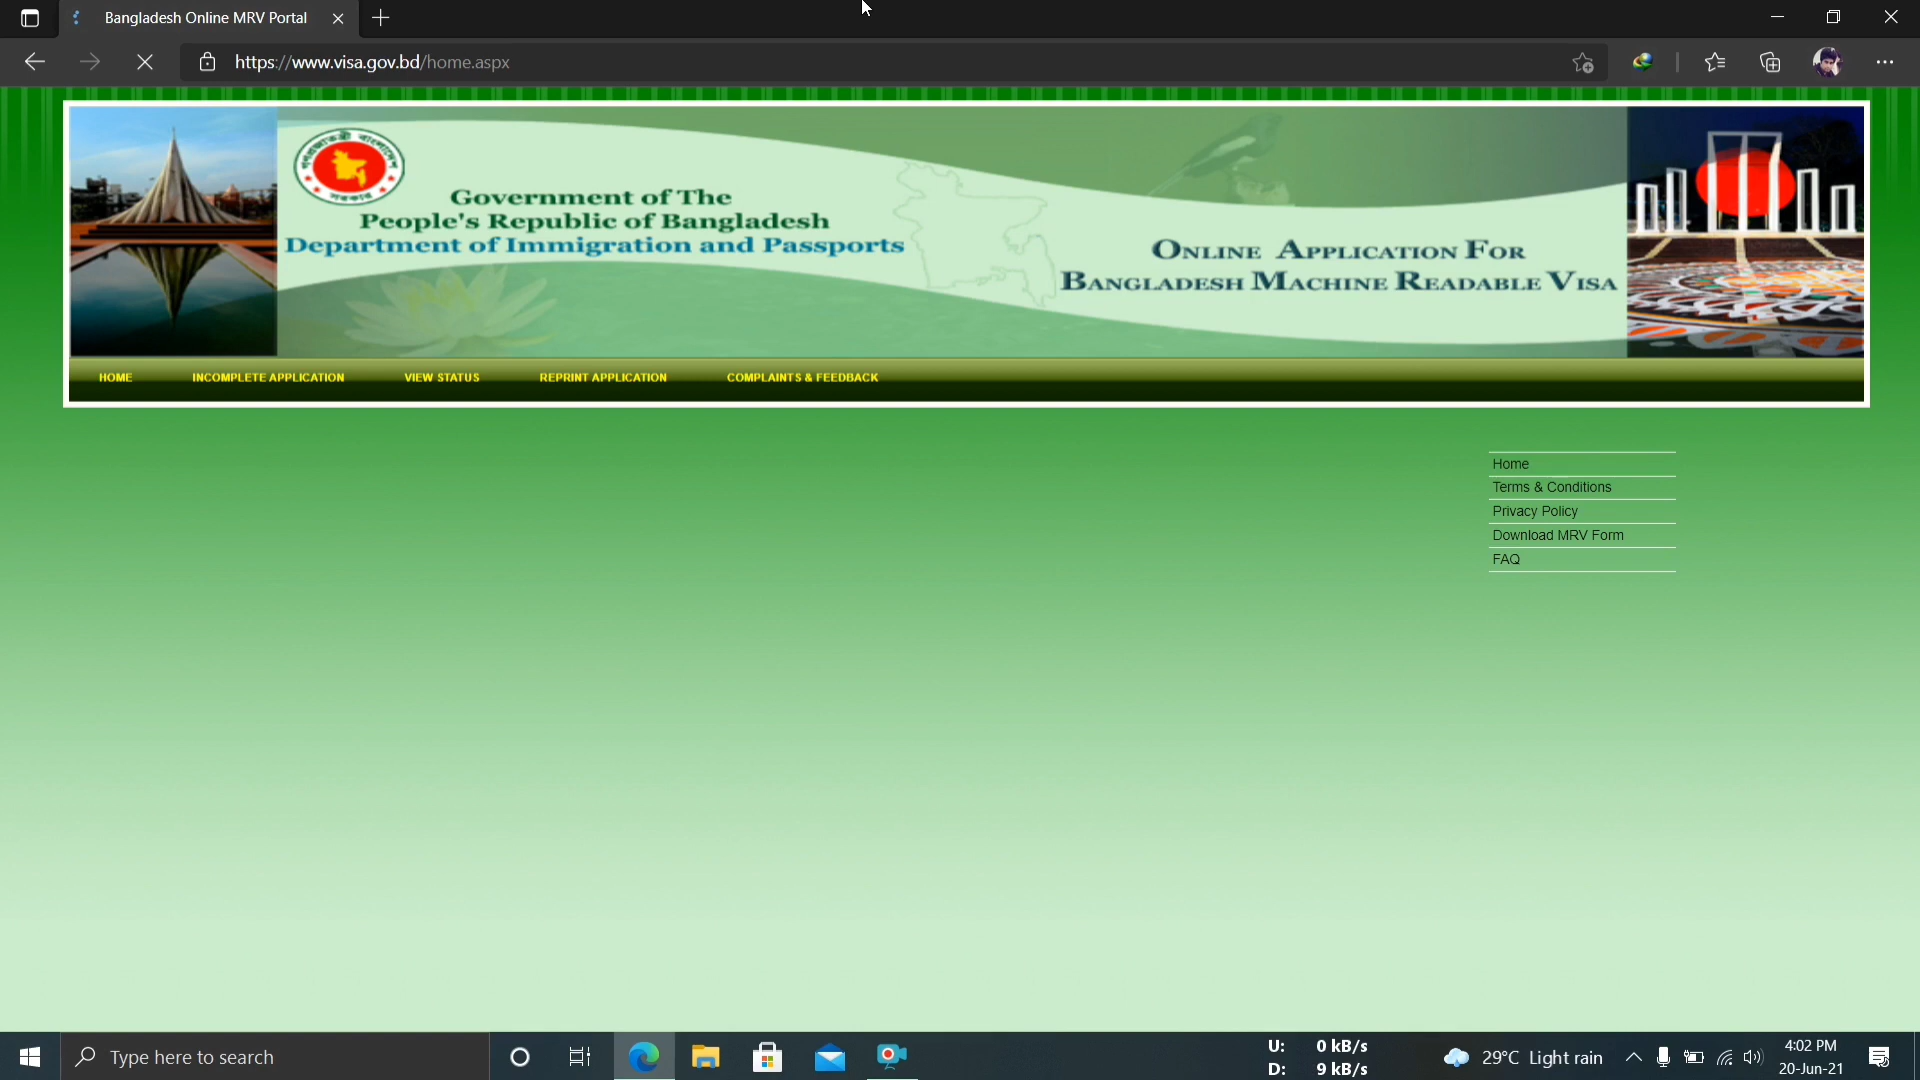 Bangladesh Online MRV Portal
https://www.visa.gov.bd/home.aspx
Government of The
People's Republic of Bangladesh
Department of Immigration and Passports
ONLINE APPLICATION FOR
BANGLADESH MACHINE READABLE VISA
HOME
INCOMPLETE APPLICATION
VIEW STATUS
REPRINT APPLICATION
COMPLAINTS & FEEDBACK
Home
Terms & Conditions
Privacy Policy
Download MRV Form
FAQ
Type here to search
U: 0 kB/s
D: 9 kB/s
29°C Light rain
4:02 PM
20-Jun-21